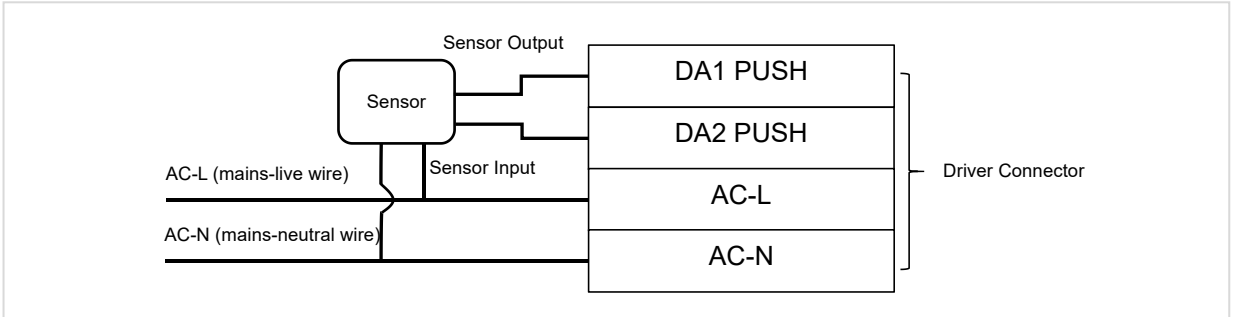 Sensor Output
DA1 PUSH
Sensor
DA2 PUSH
Sensor Input
AC-L (mains-live wire)
Driver Connector
AC-L
AC-N (mains-neutral wire)
AC-N